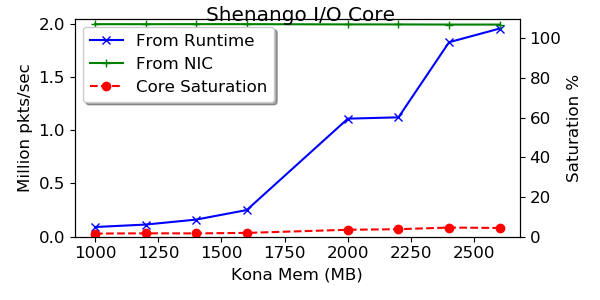 Shenango I/O Core
From Runtime
From NIC
Core Saturation
Million pkts/sec
2.0
1.5
1.0
0.5
0.0
Saturation %
100
80
60
40
20
0
1000 1250 1500 1750 2000 2250 2500
Kona Mem (MB)